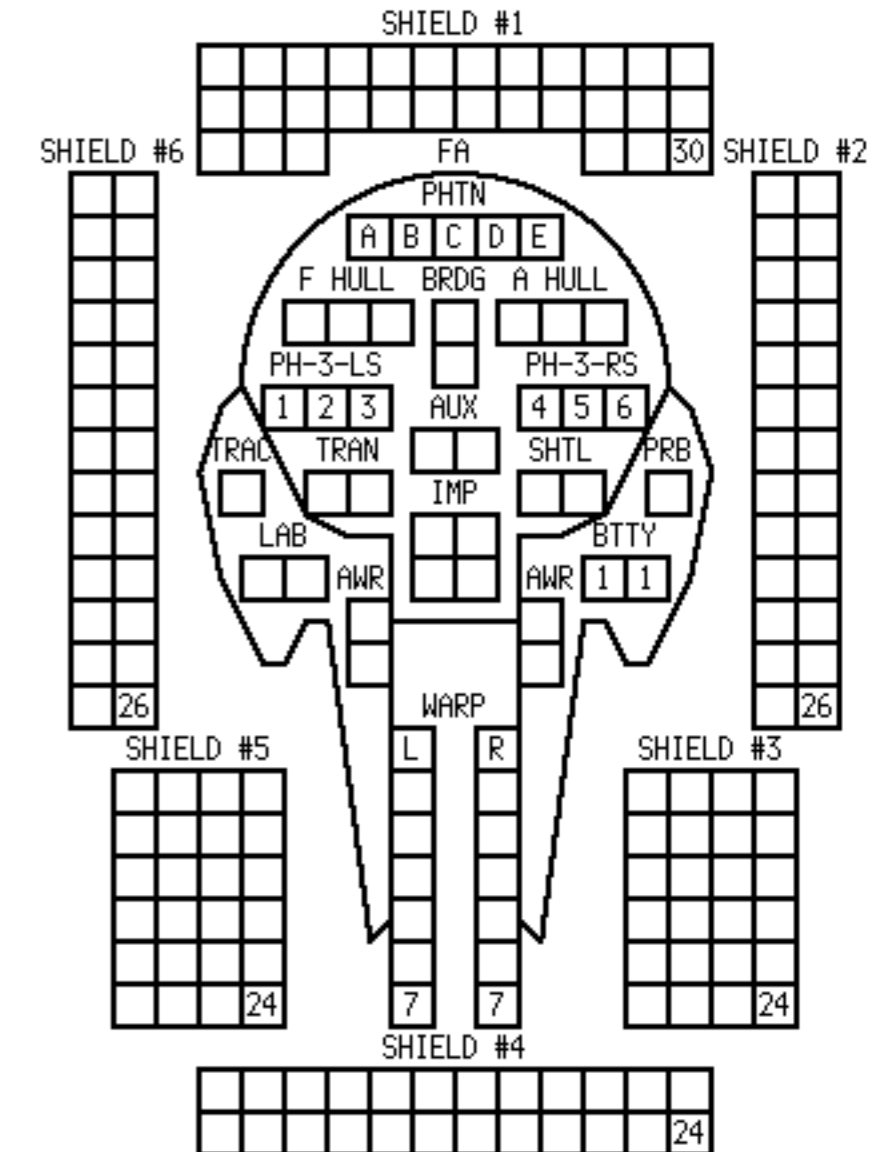 SHIELD #1
SHIELD #6
30
SHIELD #2
FA
PHTN
A B C D E
F HULL BRDG A HULL
PH-3-LS PH-3-RS
1 2 3 AUX 4 5 6
TRAC TRAN SHTL PRB
IMP
LAB BTTY
AWR AWR 1 1
26 WARP 26
SHIELD #5 L R SHIELD #3
24 7 7 24
SHIELD #4
24